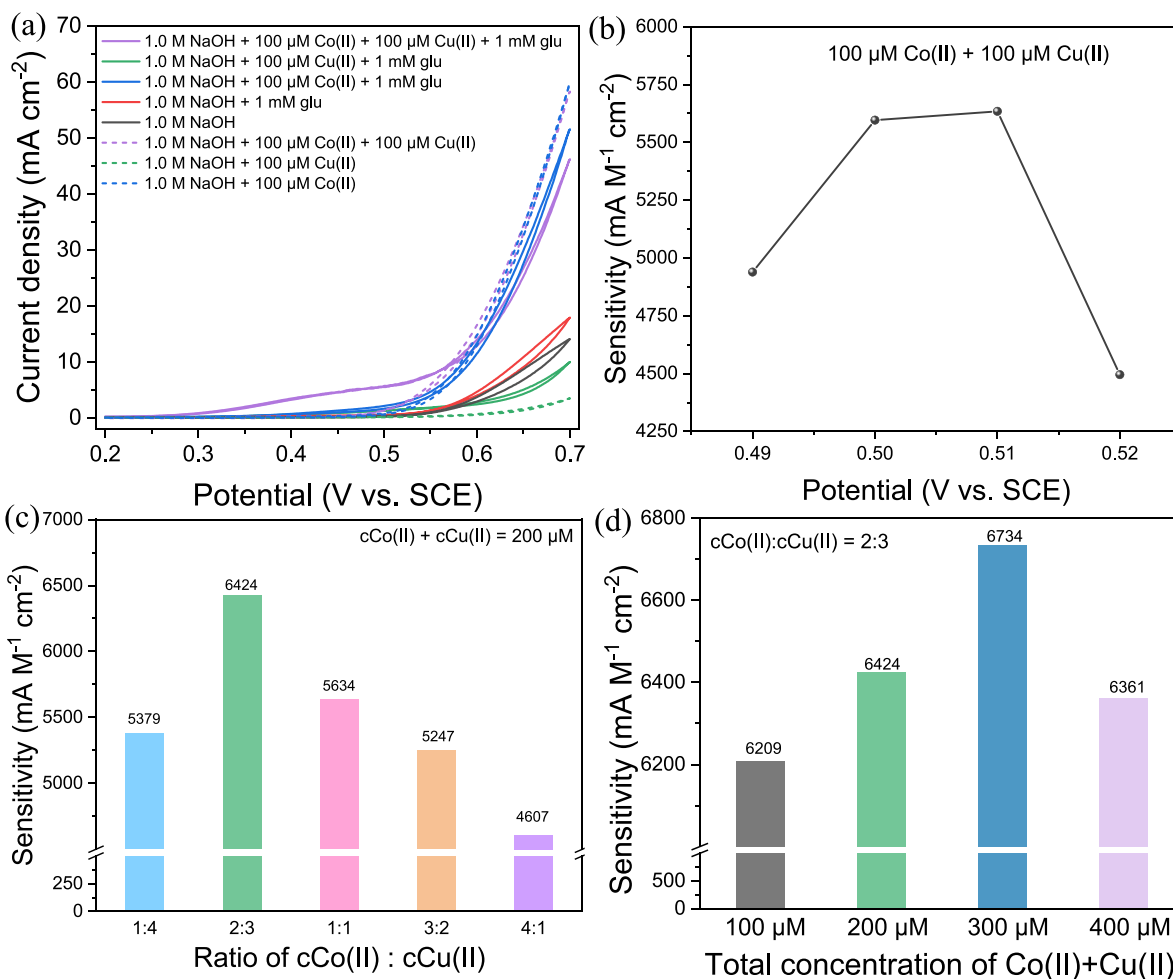 (a)
70
60
50
40
30
20
10
0
Current density (mA cm⁻²)
1.0 M NaOH + 100 μM Co(II) + 100 μM Cu(II) + 1 mM glu
1.0 M NaOH + 100 μM Cu(II) + 1 mM glu
1.0 M NaOH + 100 μM Co(II) + 1 mM glu
1.0 M NaOH + 1 mM glu
1.0 M NaOH
1.0 M NaOH + 100 μM Co(II) + 100 μM Cu(II)
1.0 M NaOH + 100 μM Cu(II)
1.0 M NaOH + 100 μM Co(II)
0.2 0.3 0.4 0.5 0.6 0.7
Potential (V vs. SCE)
(b)
6000
5750
5500
5250
5000
4750
4500
4250
Sensitivity (mA M⁻¹ cm⁻²)
100 μM Co(II) + 100 μM Cu(II)
0.49 0.50 0.51 0.52
Potential (V vs. SCE)
(c)
7000
6500
6000
5500
5000
250
0
Sensitivity (mA M⁻¹ cm⁻²)
cCo(II) + cCu(II) = 200 μM
5379
6424
5634
5247
4607
1:4 2:3 1:1 3:2 4:1
Ratio of cCo(II) : cCu(II)
(d)
6800
6600
6400
6200
500
0
Sensitivity (mA M⁻¹ cm⁻²)
cCo(II):cCu(II) = 2:3
6209
6424
6734
6361
100 μM 200 μM 300 μM 400 μM
Total concentration of Co(II)+Cu(II)